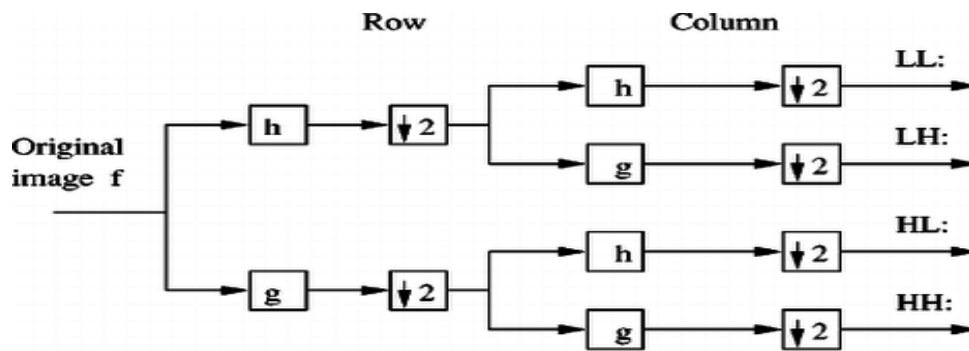 Row
Column
LL:
h
↓ 2
h
↓ 2
LH:
Original
image f
g
↓ 2
HL:
h
↓ 2
g
↓ 2
HH:
g
↓ 2